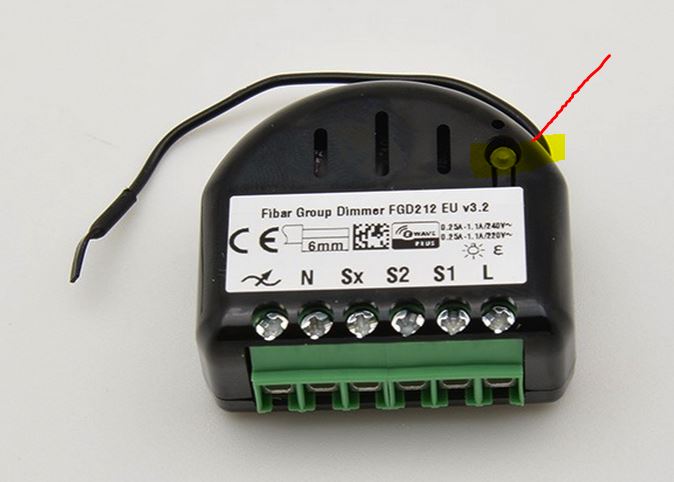 Fibar Group Dimmer FGD212 EU v3.2
CE 6mm Z WAVE PLUS 0.25A-1.1A/240V~
0.25A-1.1A/220V~
ε
N Sx S2 S1 L